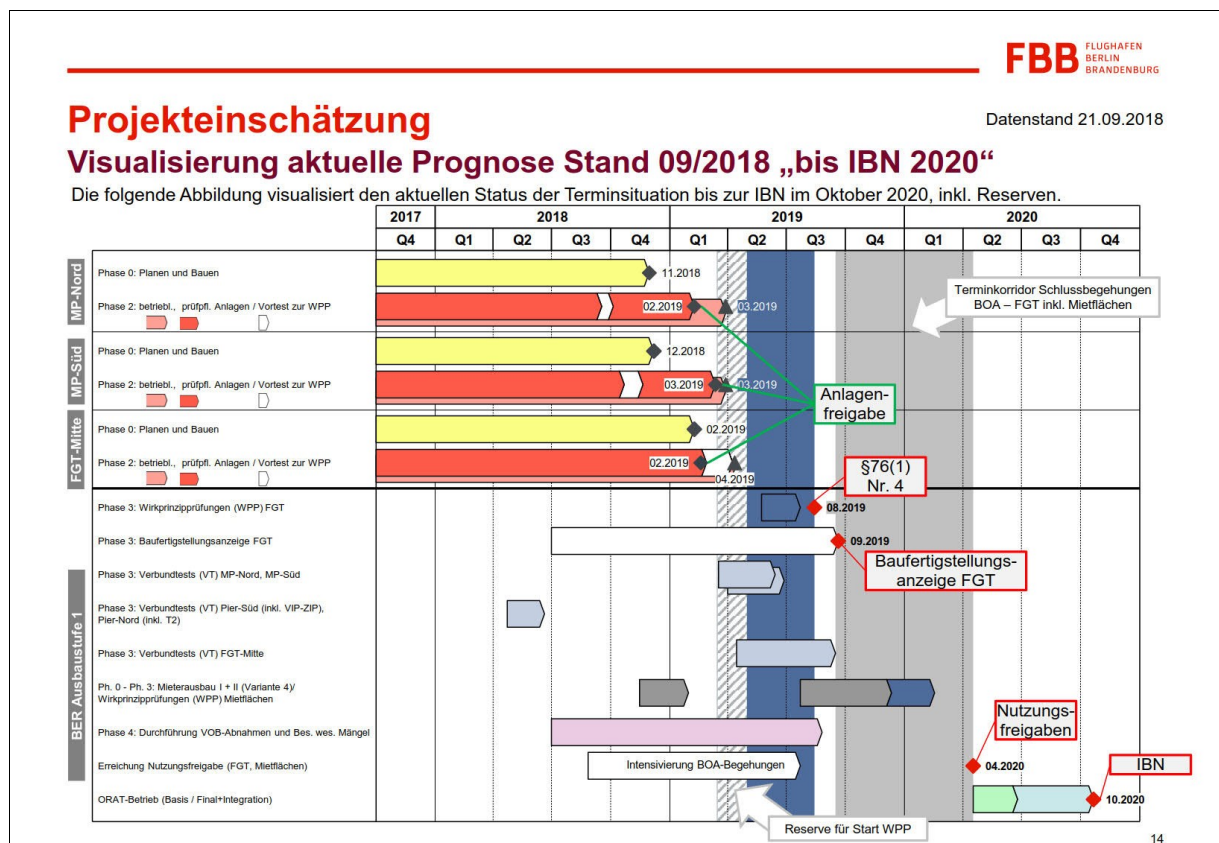 FBB FLUGHAFEN
BERLIN
BRANDENBURG
Projekteinschätzung
Datenstand 21.09.2018
Visualisierung aktuelle Prognose Stand 09/2018 „bis IBN 2020“
Die folgende Abbildung visualisiert den aktuellen Status der Terminsituation bis zur IBN im Oktober 2020, inkl. Reserven.
2017 2018 2019 2020
Q4 Q1 Q2 Q3 Q4 Q1 Q2 Q3 Q4 Q1 Q2 Q3 Q4
MP-Nord
Phase 0: Planen und Bauen
11.2018
Phase 2: betriebl., prüfpfl. Anlagen / Vortest zur WPP
02.2019
03.2019
Terminkorridor Schlussbegehungen
BOA – FGT inkl. Mietflächen
MP-Süd
Phase 0: Planen und Bauen
12.2018
Phase 2: betriebl., prüfpfl. Anlagen / Vortest zur WPP
03.2019
03.2019
Anlagen-
freigabe
FGT-Mitte
Phase 0: Planen und Bauen
02.2019
Phase 2: betriebl., prüfpfl. Anlagen / Vortest zur WPP
02.2019
04.2019
§76(1)
Nr. 4
BER Ausbaustufe 1
Phase 3: Wirkprinzipprüfungen (WPP) FGT
08.2019
Phase 3: Baufertigstellungsanzeige FGT
09.2019
Baufertigstellungs-
anzeige FGT
Phase 3: Verbundtests (VT) MP-Nord, MP-Süd
Phase 3: Verbundtests (VT) Pier-Süd (inkl. VIP-ZIP),
Pier-Nord (inkl. T2)
Phase 3: Verbundtests (VT) FGT-Mitte
Ph. 0 - Ph. 3: Mieterausbau I + II (Variante 4)/
Wirkprinzipprüfungen (WPP) Mietflächen
Phase 4: Durchführung VOB-Abnahmen und Bes. wes. Mängel
Nutzungs-
freigaben
Erreichung Nutzungsfreigabe (FGT, Mietflächen)
Intensivierung BOA-Begehungen
04.2020
IBN
ORAT-Betrieb (Basis / Final+Integration)
10.2020
Reserve für Start WPP
14